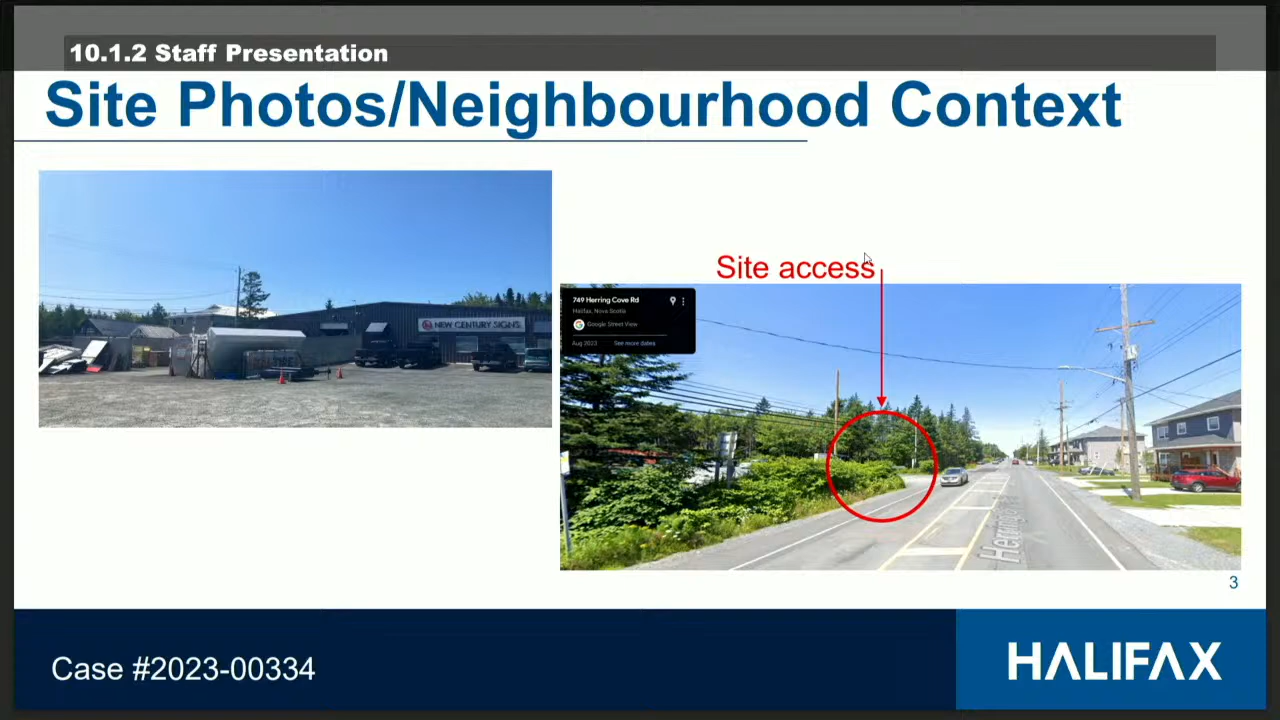 10.1.2 Staff Presentation
Site Photos/Neighbourhood Context
NEW CENTURY SIGNS
Site access
749 Herring Cove Rd
Halifax, Nova Scotia
Google Street View
Aug 2023 See more dates
3
Case #2023-00334
HALIFAX